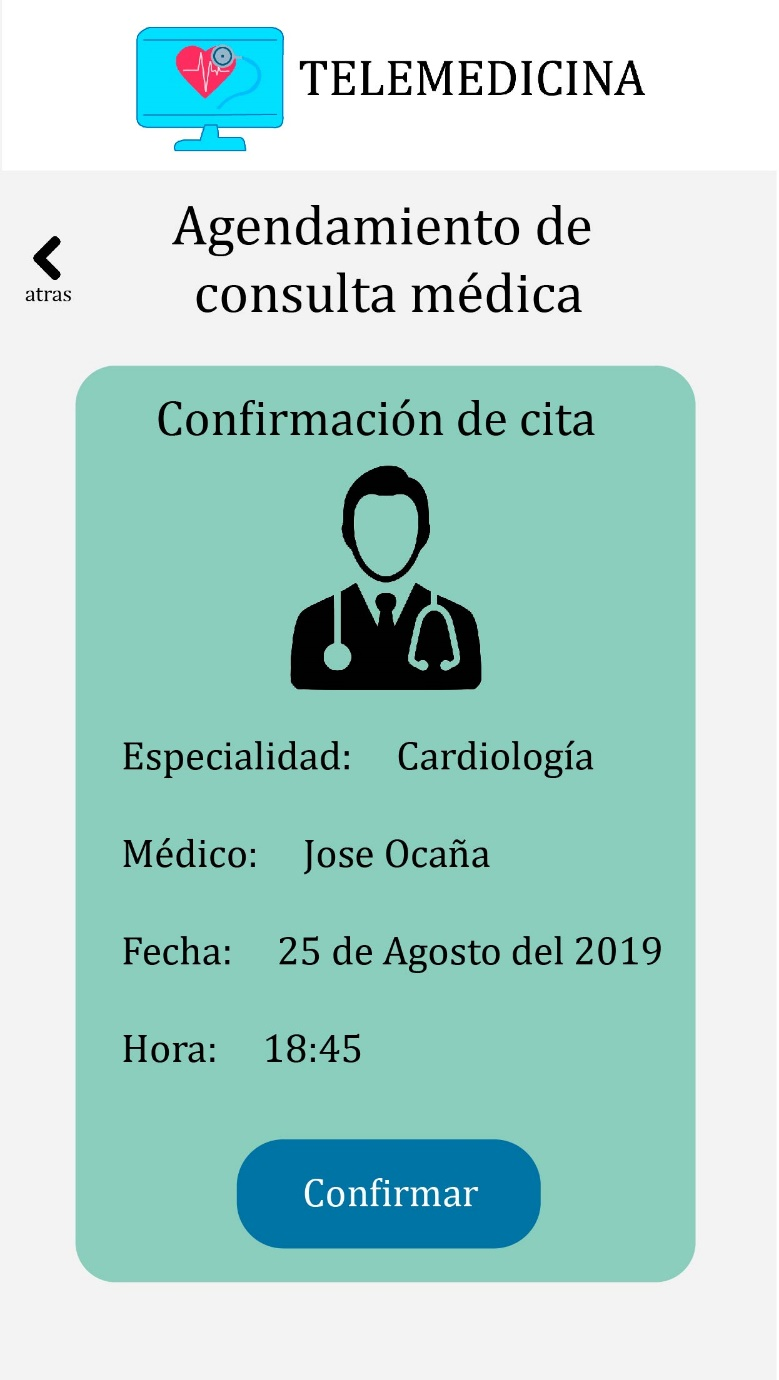 TELEMEDICINA
Agendamiento de
consulta médica
atras
Confirmación de cita
Especialidad: Cardiología
Médico: Jose Ocaña
Fecha: 25 de Agosto del 2019
Hora: 18:45
Confirmar